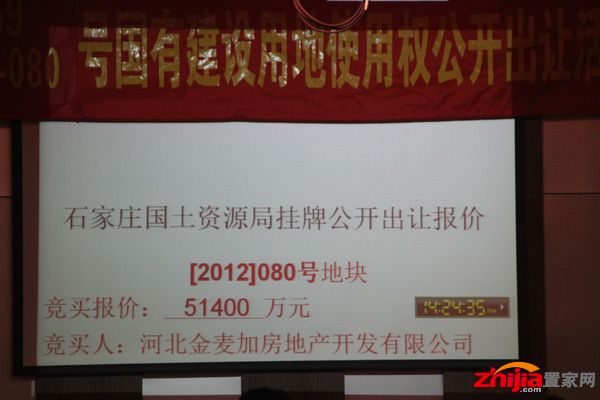 080 号国有建设用地使用权公开出让活
石家庄国土资源局挂牌公开出让报价
[2012]080号地块
竞买报价： 51400 万元
14:24:35 PM
竞买人：河北金麦加房地产开发有限公司
zhijia 置家网
.com